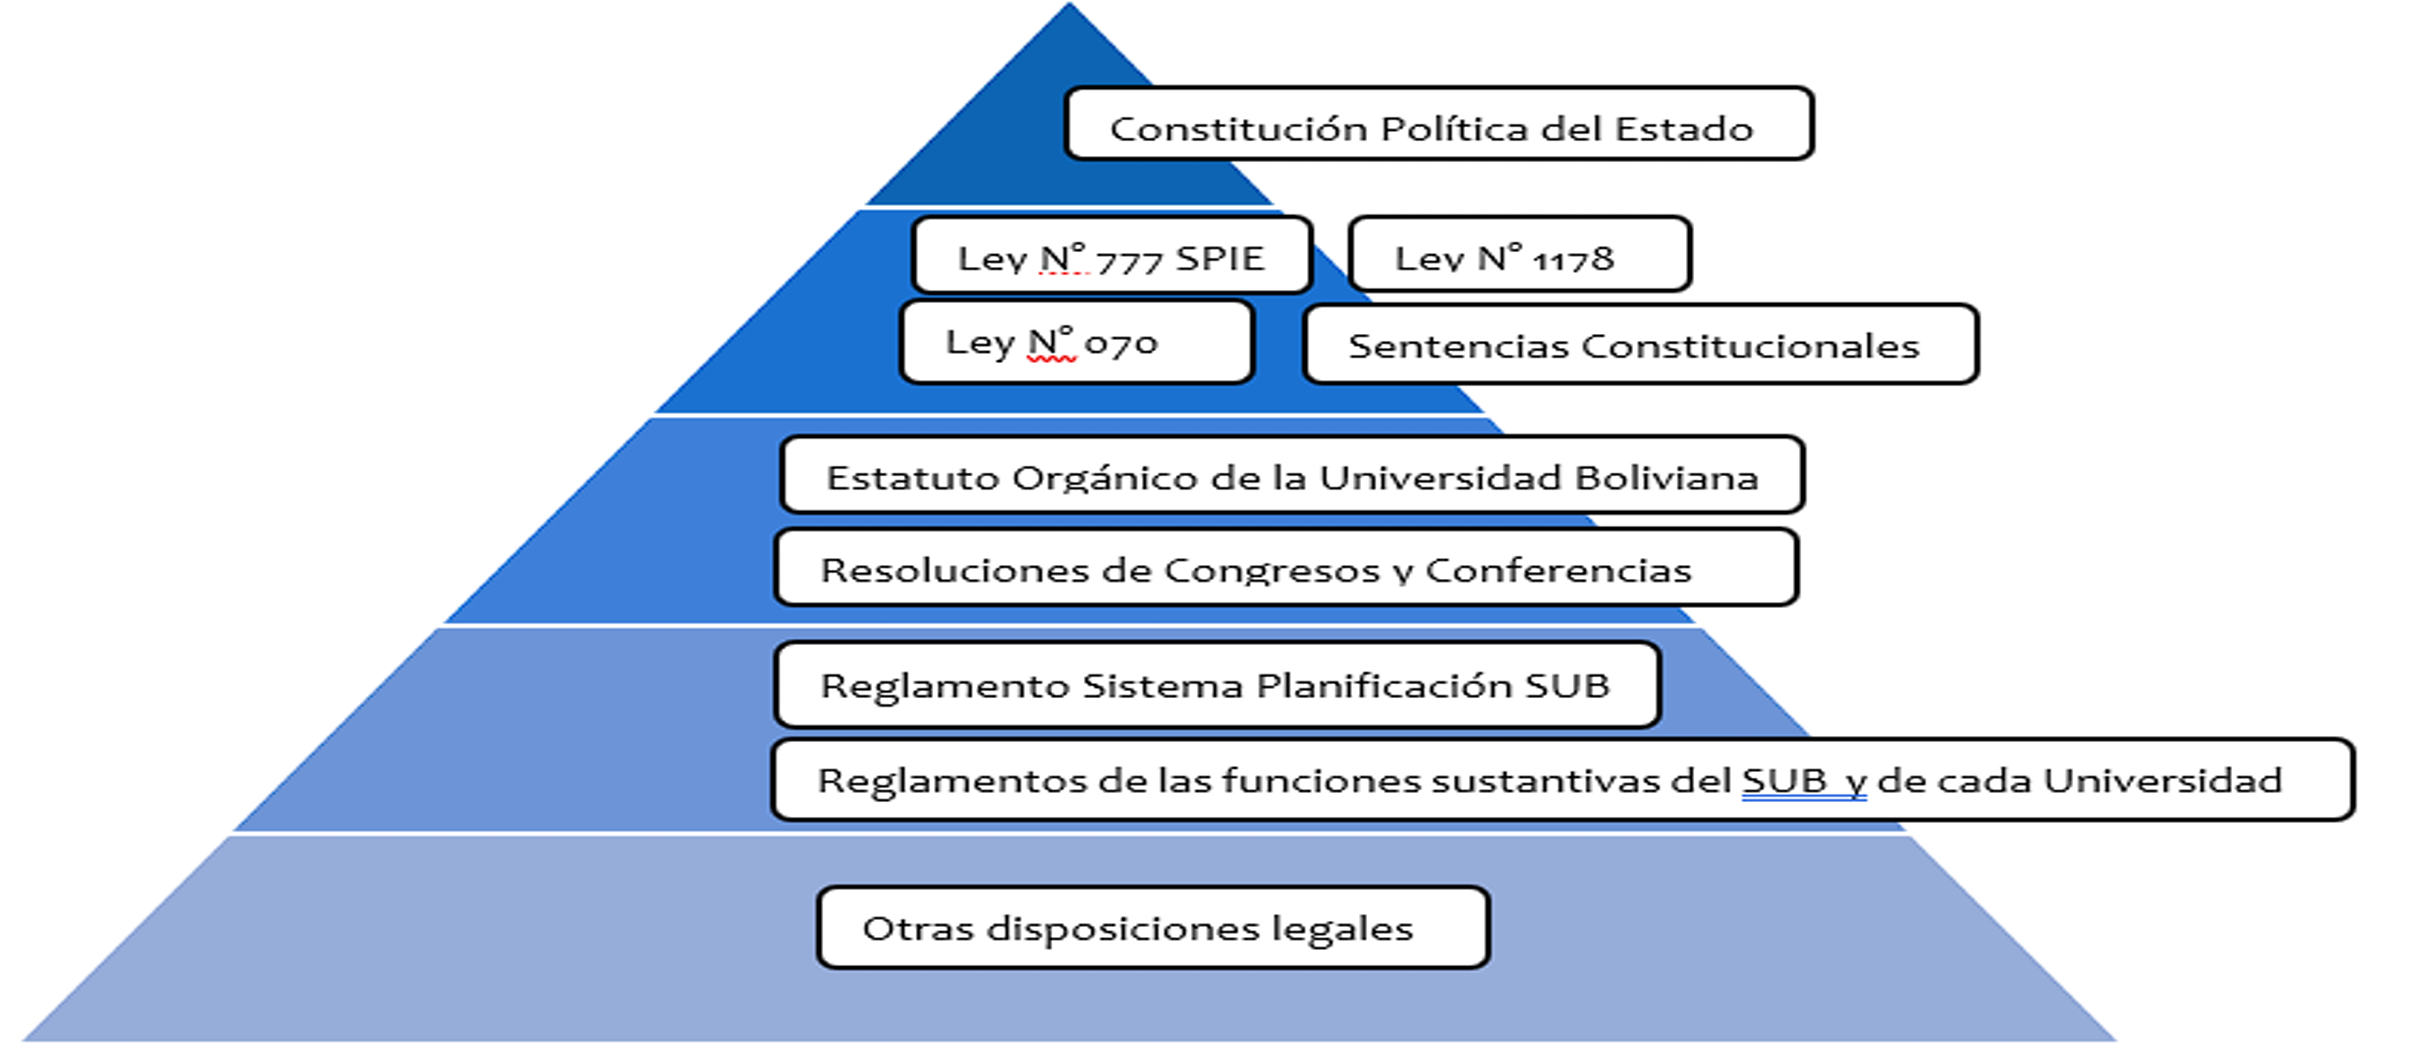 Constitución Política del Estado
Ley N° 777 SPIE
Ley N° 1178
Ley N° 070
Sentencias Constitucionales
Estatuto Orgánico de la Universidad Boliviana
Resoluciones de Congresos y Conferencias
Reglamento Sistema Planificación SUB
Reglamentos de las funciones sustantivas del SUB y de cada Universidad
Otras disposiciones legales